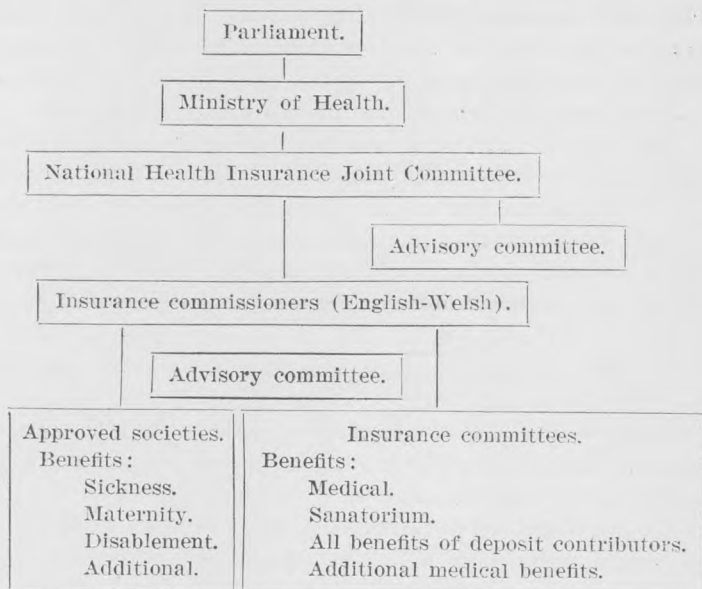 Parliament.
Ministry of Health.
National Health Insurance Joint Committee.
Advisory committee.
Insurance commissioners (English-Welsh).
Advisory committee.
Approved societies.
Benefits:
Sickness.
Maternity.
Disablement.
Additional.
Insurance committees.
Benefits:
Medical.
Sanatorium.
All benefits of deposit contributors.
Additional medical benefits.